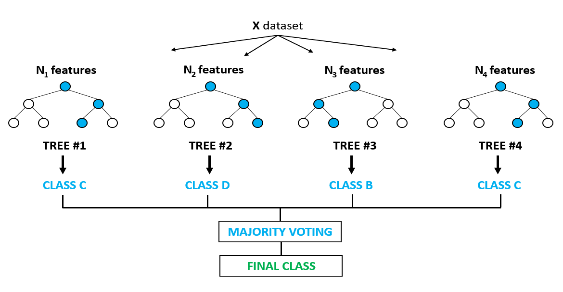 X dataset
N1 features
N2 features
N3 features
N4 features
TREE #1
TREE #2
TREE #3
TREE #4
CLASS C
CLASS D
CLASS B
CLASS C
MAJORITY VOTING
FINAL CLASS